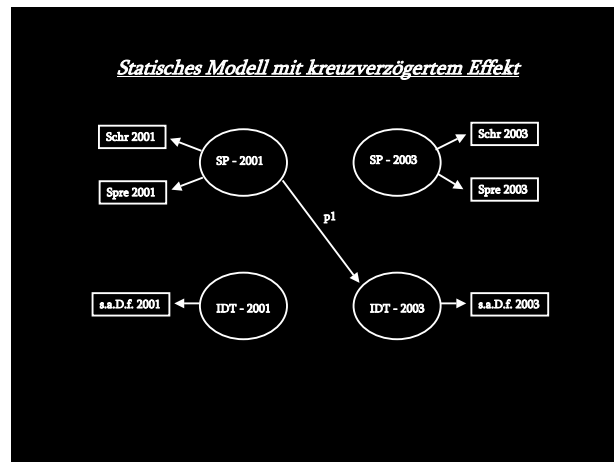 Statisches Modell mit kreuzverzögertem Effekt
Schr 2001
SP - 2001
SP - 2003
Schr 2003
Spre 2001
Spre 2003
p1
s.a.D.f. 2001
IDT - 2001
IDT - 2003
s.a.D.f. 2003